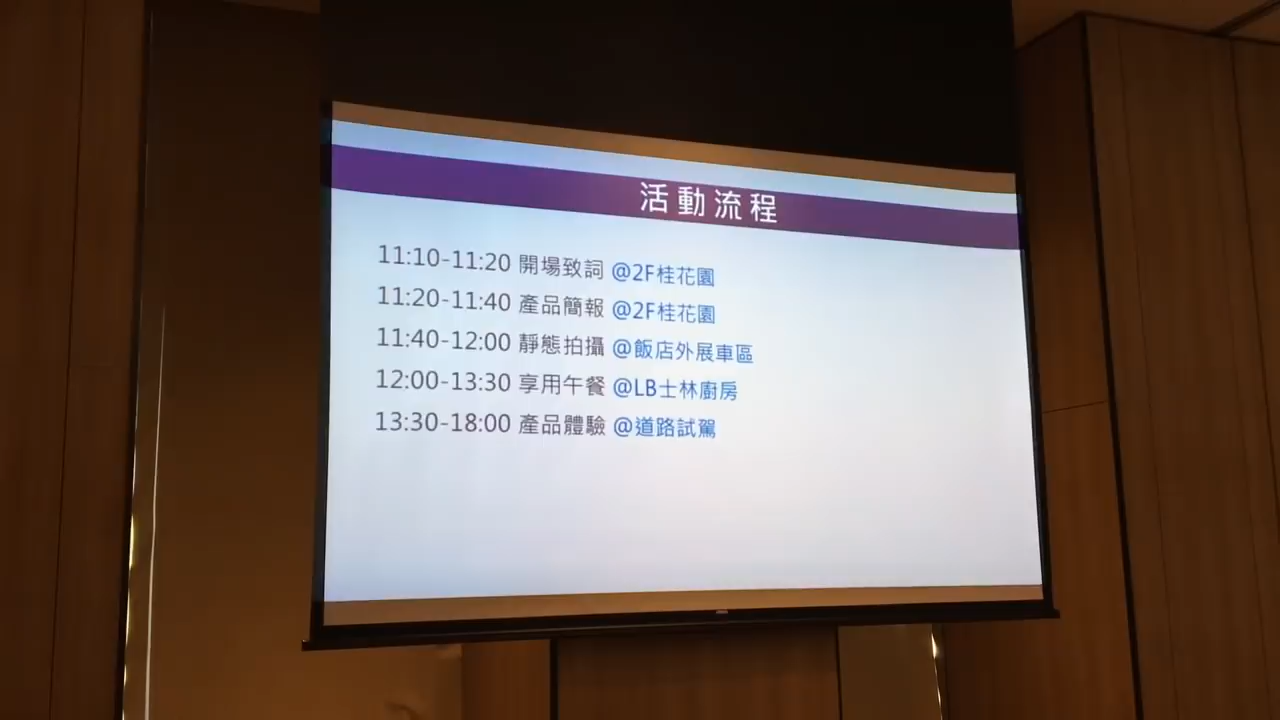 活動流程
11:10-11:20 開場致詞 @2F桂花園
11:20-11:40 產品簡報 @2F桂花園
11:40-12:00 靜態拍攝 @飯店外展車區
12:00-13:30 享用午餐 @LB士林廚房
13:30-18:00 產品體驗 @道路試駕